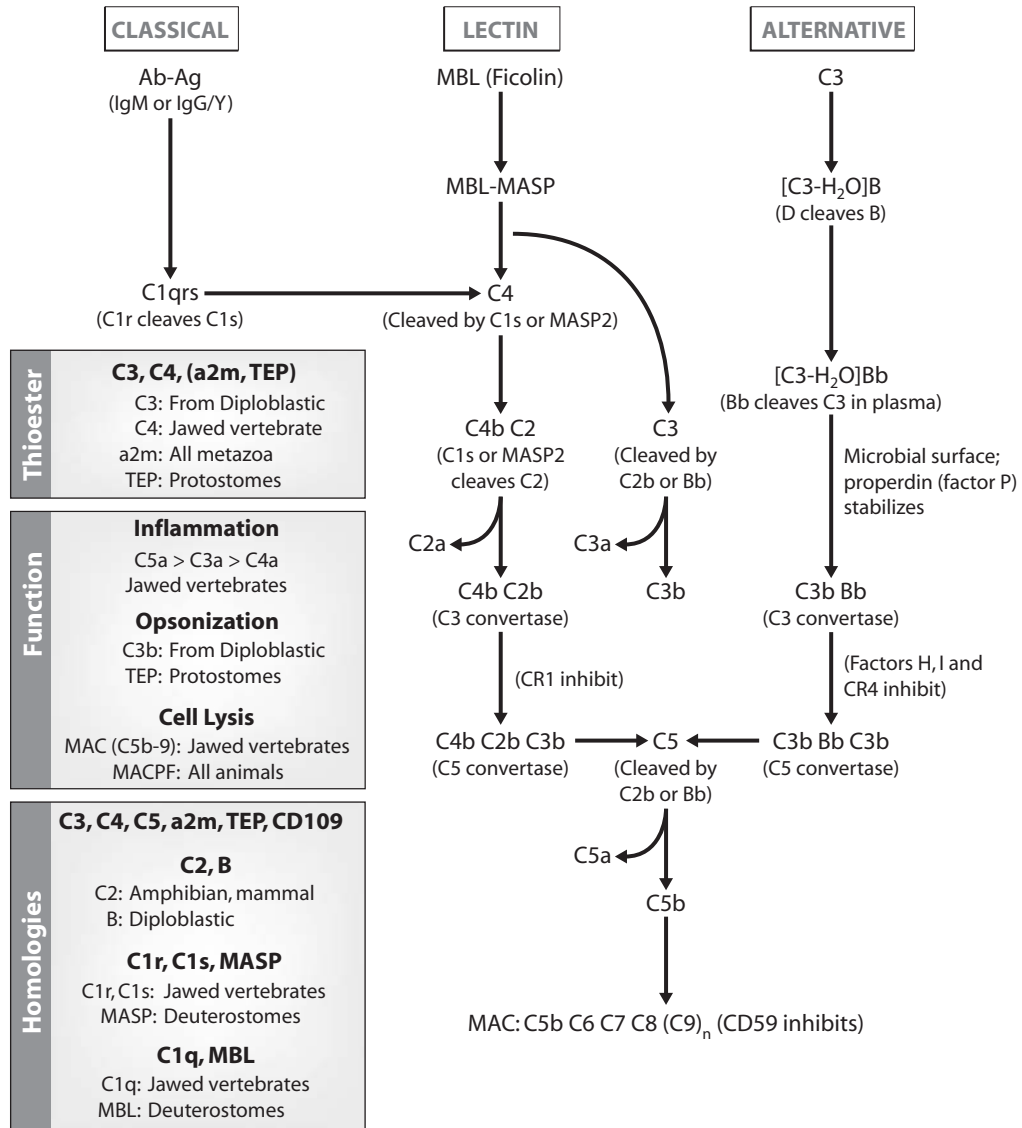 CLASSICAL
Ab-Ag
(IgM or IgG/Y)
C1qrs
(C1r cleaves C1s)
LECTIN
MBL (Ficolin)
MBL-MASP
C4
(Cleaved by C1s or MASP2)
C4b C2
(C1s or MASP2
cleaves C2)
C2a
C4b C2b
(C3 convertase)
(CR1 inhibit)
C4b C2b C3b
(C5 convertase)
C3
(Cleaved by
C2b or Bb)
C3a
C3b
ALTERNATIVE
C3
[C3-H₂O]B
(D cleaves B)
[C3-H₂O]Bb
(Bb cleaves C3 in plasma)
Microbial surface;
properdin (factor P)
stabilizes
C3b Bb
(C3 convertase)
(Factors H, I and
CR4 inhibit)
C3b Bb C3b
(C5 convertase)
C5
(Cleaved by
C2b or Bb)
C5a
C5b
MAC: C5b C6 C7 C8 (C9)ₙ (CD59 inhibits)
Thioester
C3, C4, (a2m, TEP)
C3: From Diploblastic
C4: Jawed vertebrate
a2m: All metazoa
TEP: Protostomes
Function
Inflammation
C5a > C3a > C4a
Jawed vertebrates
Opsonization
C3b: From Diploblastic
TEP: Protostomes
Cell Lysis
MAC (C5b-9): Jawed vertebrates
MACPF: All animals
Homologies
C3, C4, C5, a2m, TEP, CD109
C2, B
C2: Amphibian, mammal
B: Diploblastic
C1r, C1s, MASP
C1r, C1s: Jawed vertebrates
MASP: Deuterostomes
C1q, MBL
C1q: Jawed vertebrates
MBL: Deuterostomes